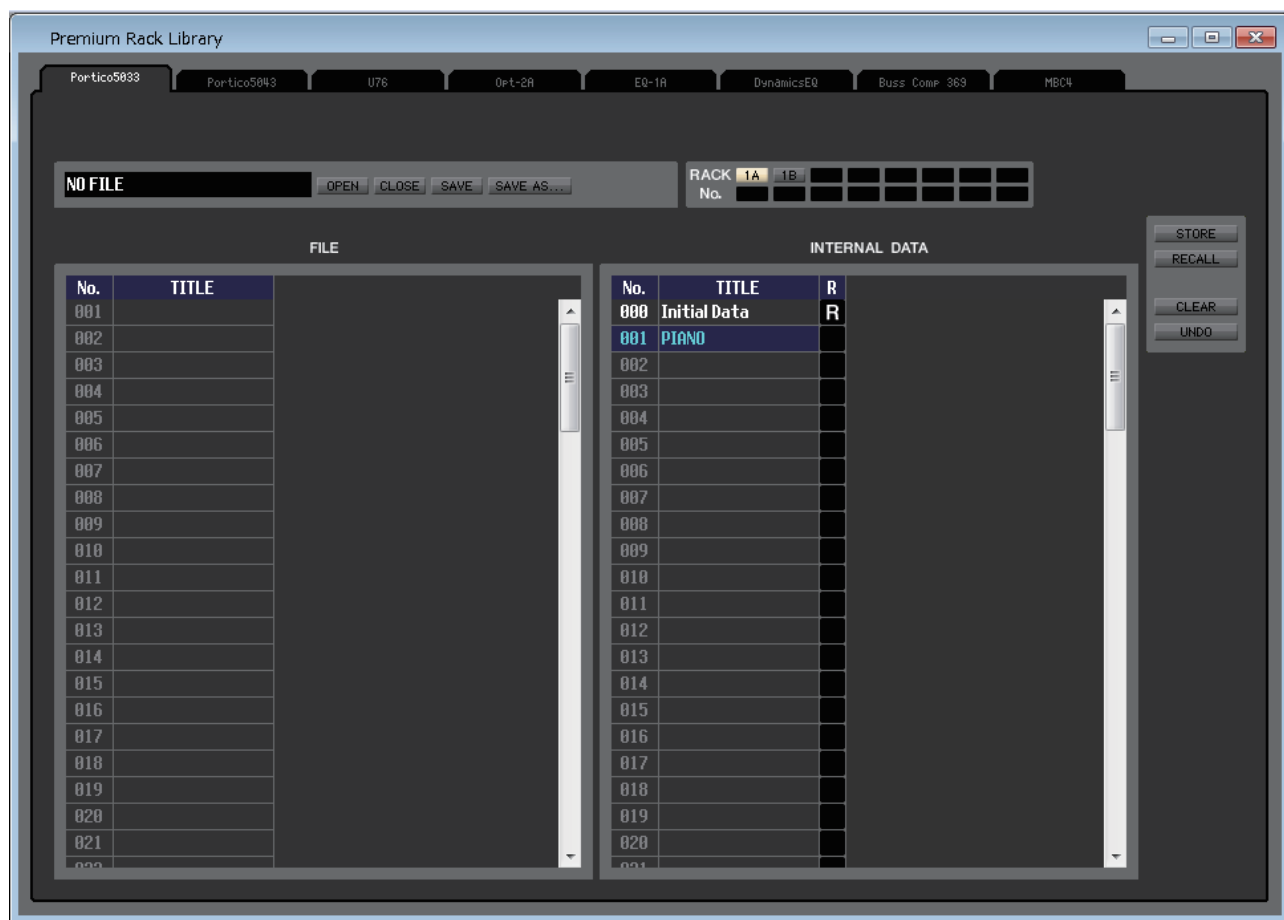 Premium Rack Library
Portico5033 Portico5043 U76 Opt-2A EQ-1A DynamicsEQ Buss Comp 369 MBC4
NO FILE OPEN CLOSE SAVE SAVE AS... RACK 1A 1B
No.
FILE INTERNAL DATA
STORE
RECALL
CLEAR
UNDO
No. TITLE No. TITLE R
001 000 Initial Data R
002 001 PIANO
003 002
004 003
005 004
006 005
007 006
008 007
009 008
010 009
011 010
012 011
013 012
014 013
015 014
016 015
017 016
018 017
019 018
020 019
021 020